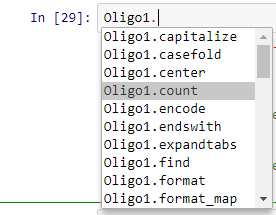 In [29]: Oligo1.
Oligo1.capitalize
Oligo1.casefold
Oligo1.center
Oligo1.count
Oligo1.encode
Oligo1.endswith
Oligo1.expandtabs
Oligo1.find
Oligo1.format
Oligo1.format_map